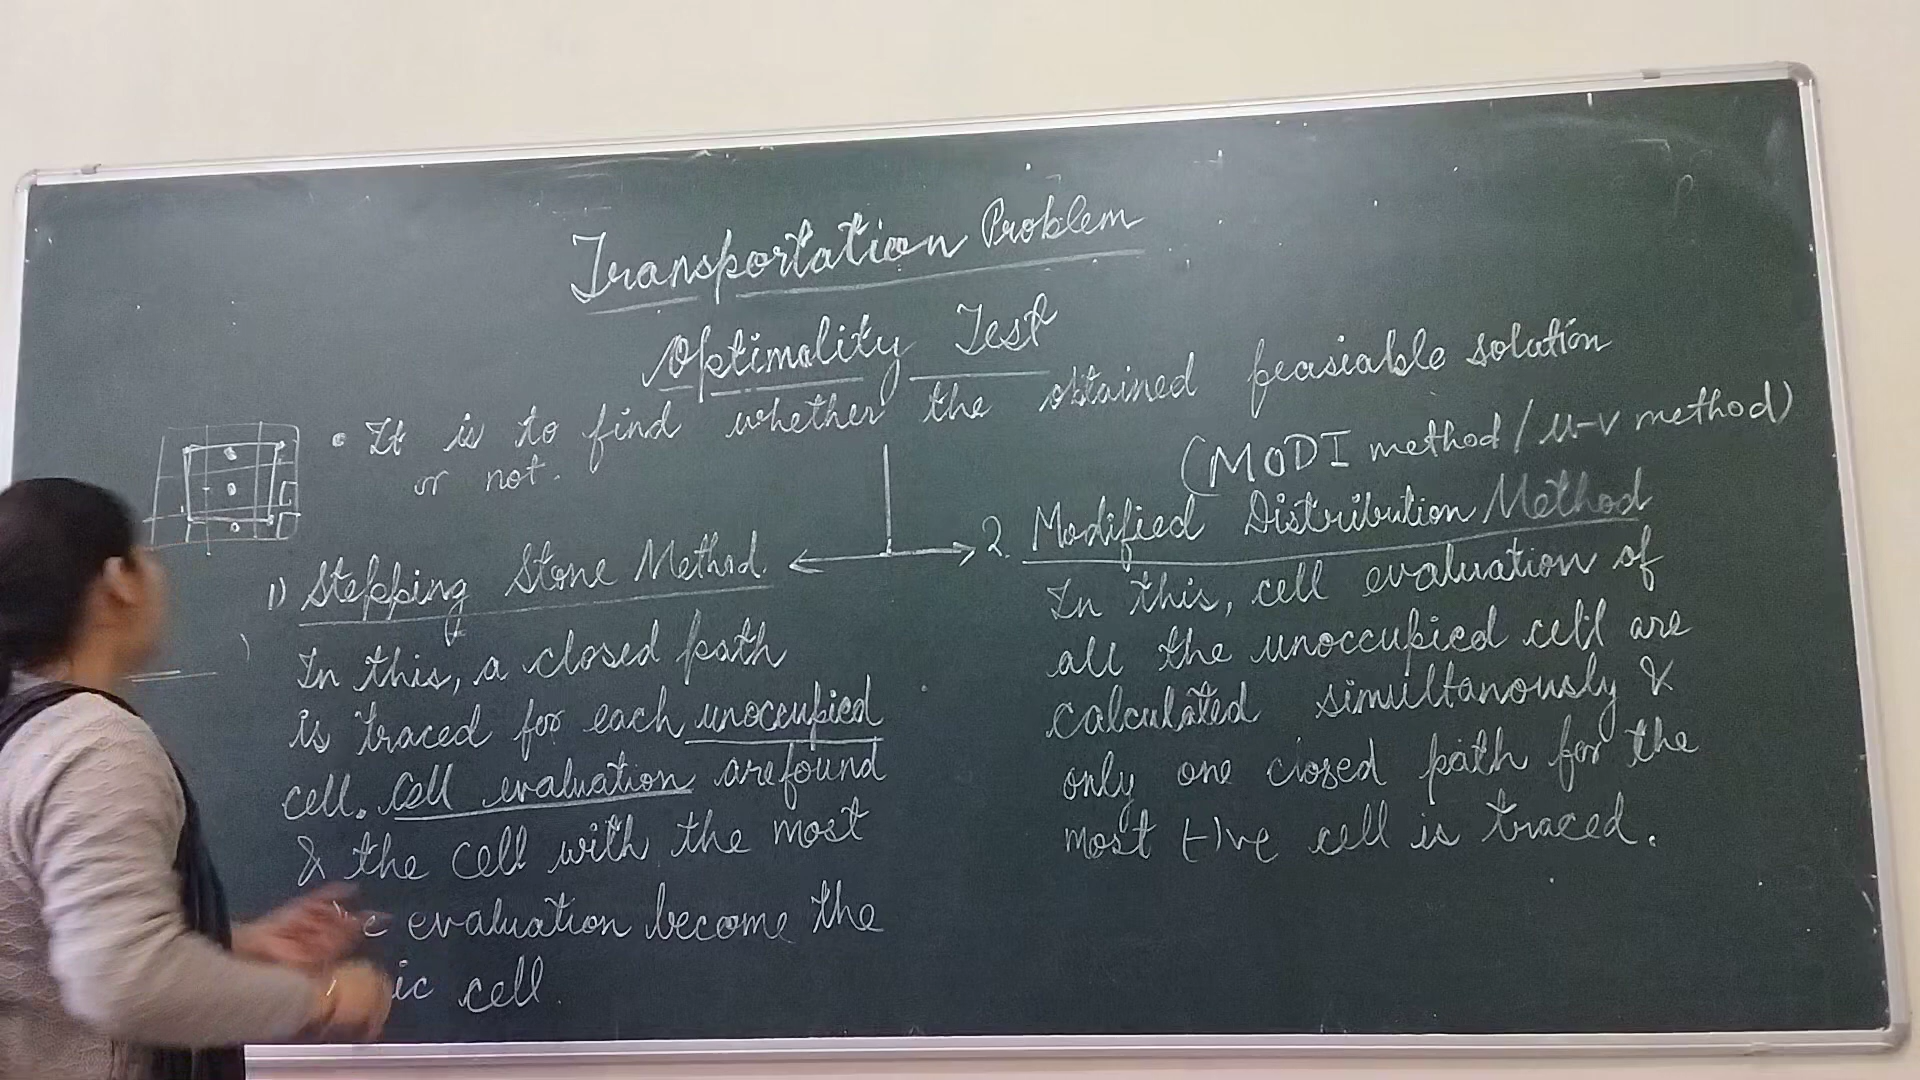 Transportation Problem
Optimality Test
• It is to find whether the obtained feasiable solution
or not.
1) Stepping Stone Method.
In this, a closed path
is traced for each unoccupied
cell. Cell evaluation are found
& the cell with the most
evaluation become the
cell.
(MODI method/u-v method)
2. Modified Distribution Method
In this, cell evaluation of
all the unoccupied cell are
calculated simultanously &
only one closed path for the
most (-)ve cell is traced.